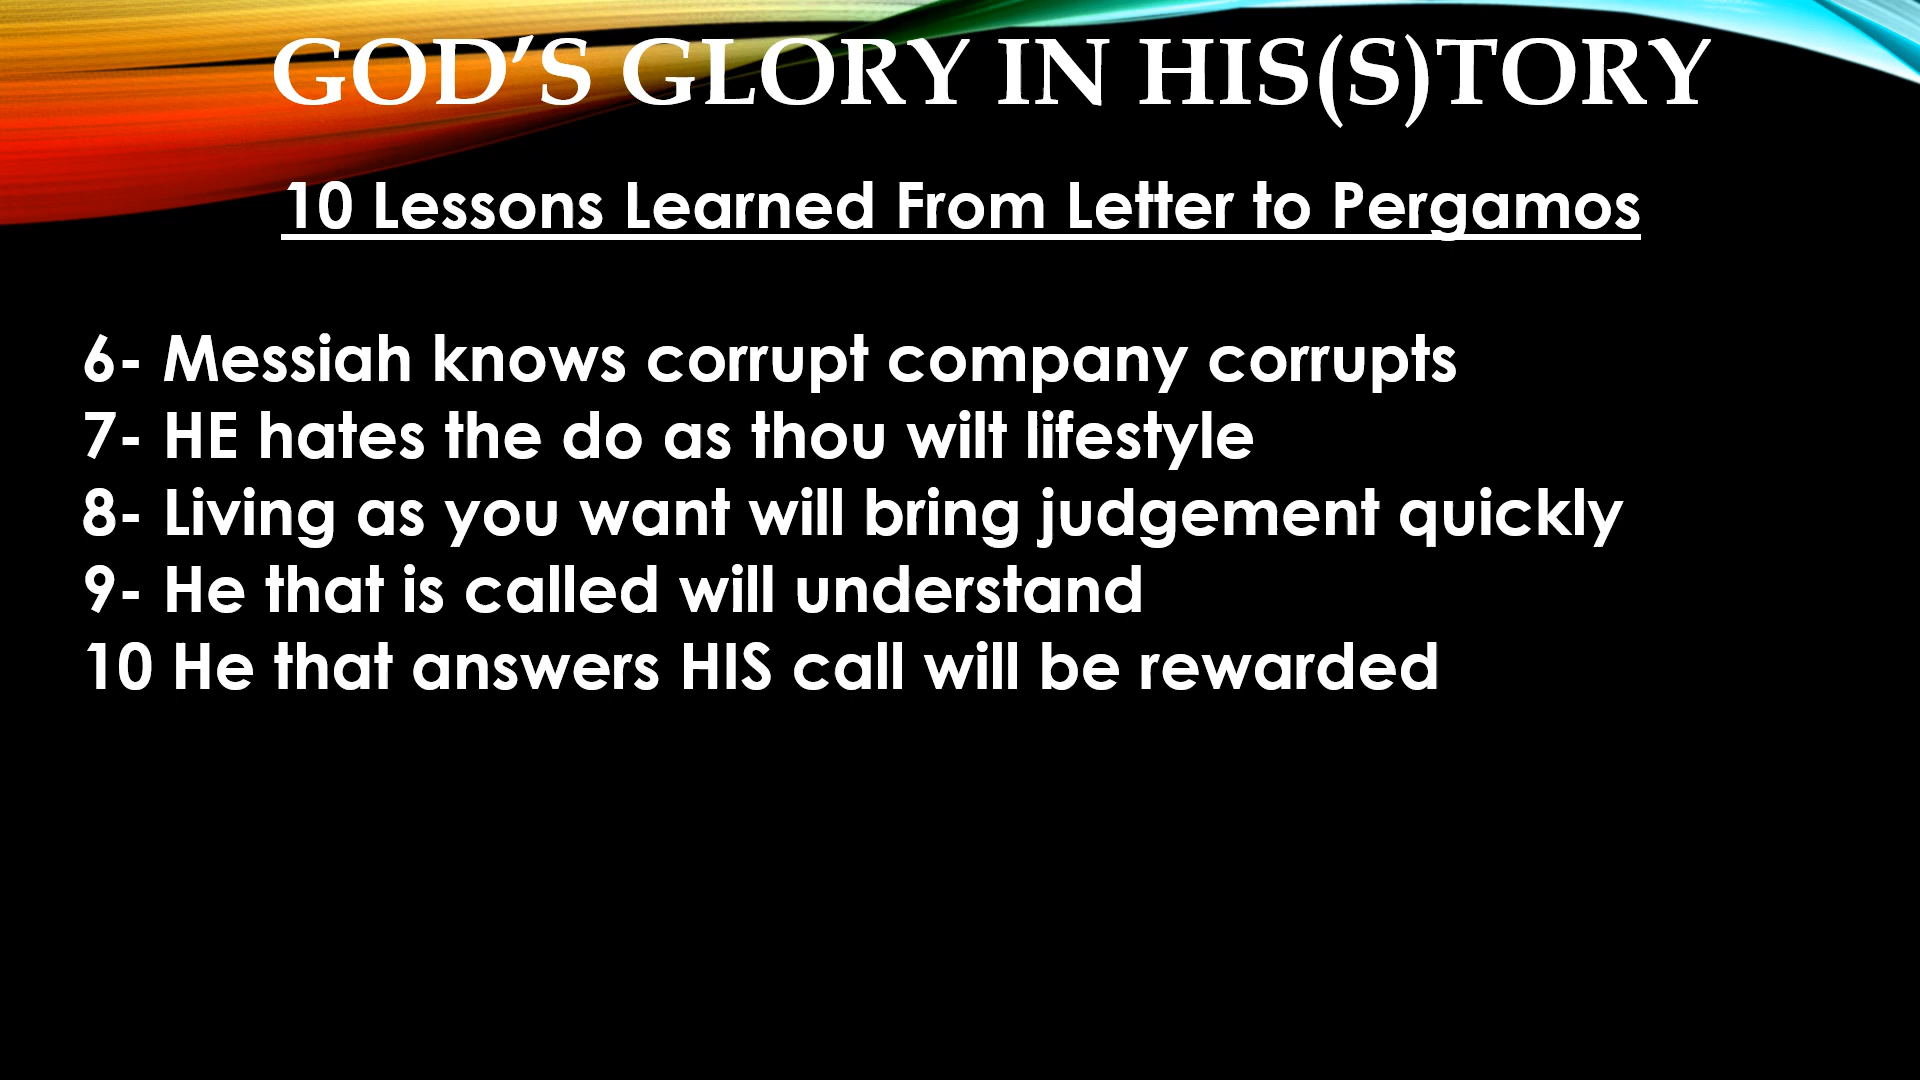 GOD’S GLORY IN HIS(S)TORY
10 Lessons Learned From Letter to Pergamos
6- Messiah knows corrupt company corrupts
7- HE hates the do as thou wilt lifestyle
8- Living as you want will bring judgement quickly
9- He that is called will understand
10 He that answers HIS call will be rewarded